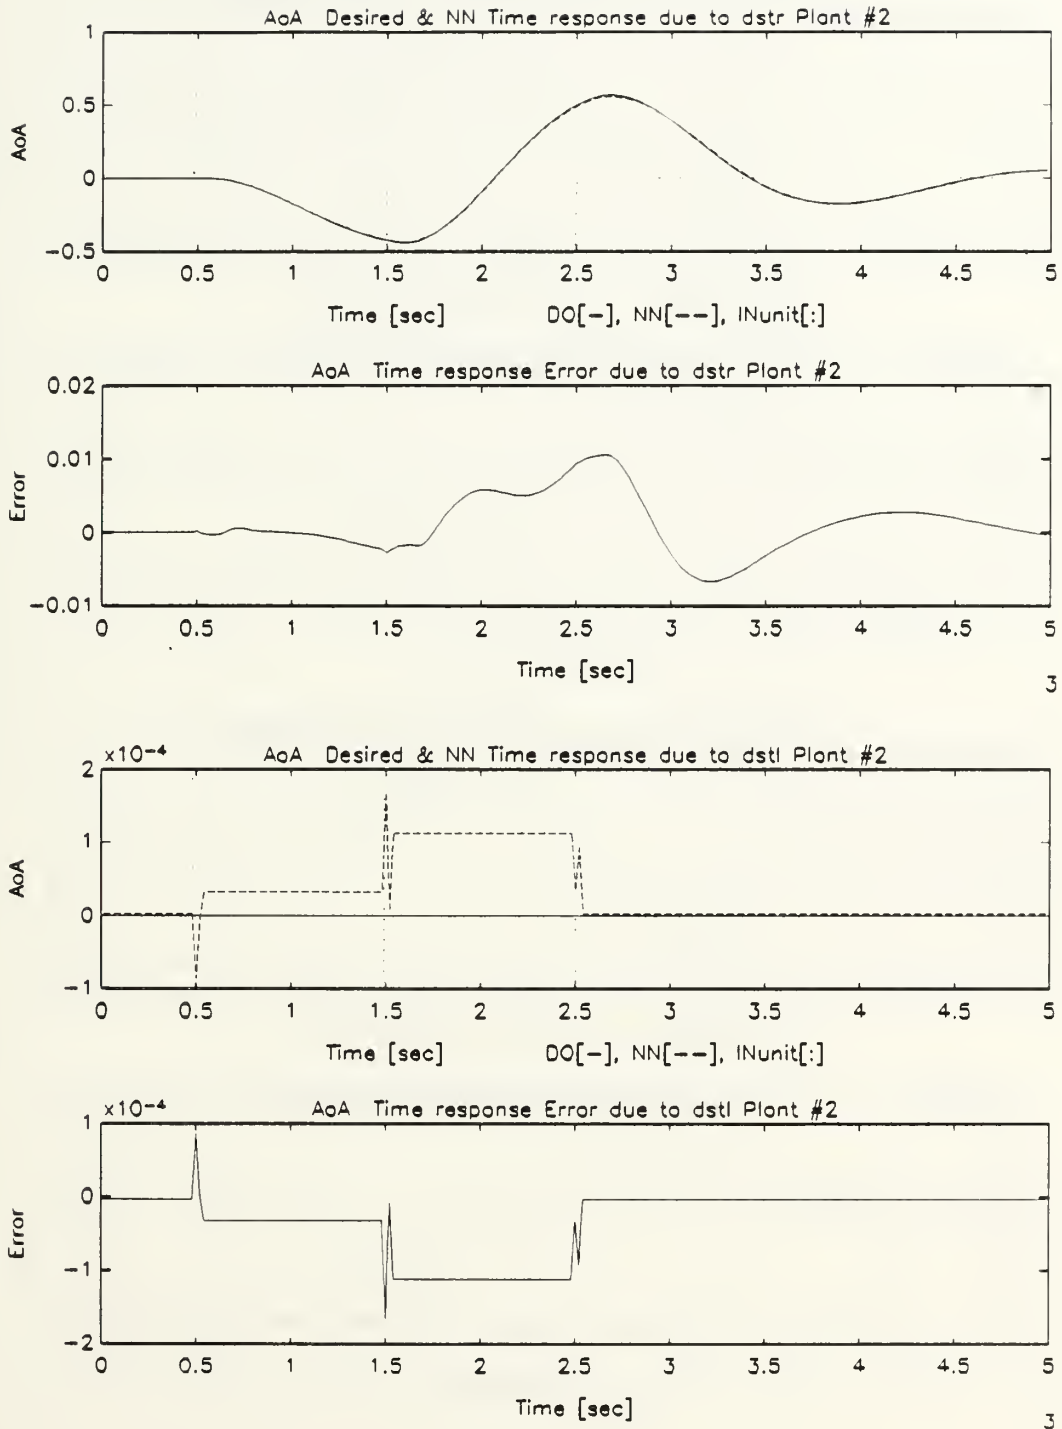 AoA Desired & NN Time response due to dstr Plant #2
1
0.5
0
-0.5
AoA
0 0.5 1 1.5 2 2.5 3 3.5 4 4.5 5
Time [sec] DO[-], NN[--], INunit[:]
AoA Time response Error due to dstr Plant #2
0.02
0.01
0
-0.01
Error
0 0.5 1 1.5 2 2.5 3 3.5 4 4.5 5
Time [sec]
3
×10-4 AoA Desired & NN Time response due to dstl Plant #2
2
1
0
-1
AoA
0 0.5 1 1.5 2 2.5 3 3.5 4 4.5 5
Time [sec] DO[-], NN[--], INunit[:]
×10-4 AoA Time response Error due to dstl Plant #2
1
0
-1
-2
Error
0 0.5 1 1.5 2 2.5 3 3.5 4 4.5 5
Time [sec]
3